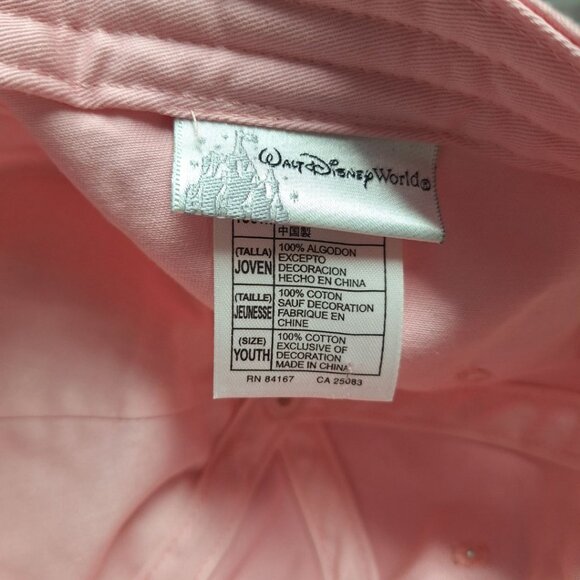 Walt Disney World®
中国製
(TALLA) JOVEN
100% ALGODON
EXCEPTO
DECORACION
HECHO EN CHINA
(TAILLE) JEUNESSE
100% COTON
SAUF DECORATION
FABRIQUE EN
CHINE
(SIZE) YOUTH
100% COTTON
EXCLUSIVE OF
DECORATION
MADE IN CHINA
RN 84167 CA 25083